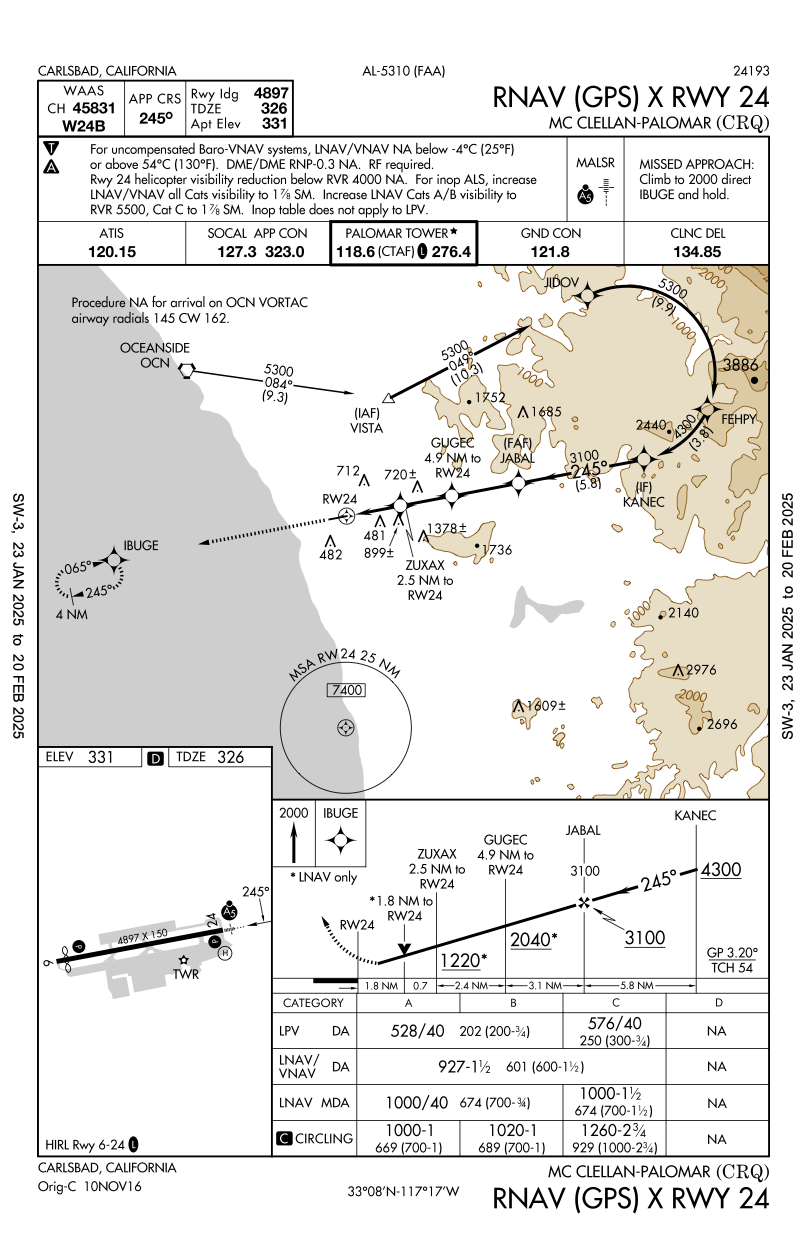 CARLSBAD, CALIFORNIA
AL-5310 (FAA)
24193
WAAS
CH 45831
W24B
APP CRS
245°
Rwy Idg 4897
TDZE 326
Apt Elev 331
RNAV (GPS) X RWY 24
MC CLELLAN-PALOMAR (CRQ)
T
A
For uncompensated Baro-VNAV systems, LNAV/VNAV NA below -4°C (25°F)
or above 54°C (130°F). DME/DME RNP-0.3 NA. RF required.
Rwy 24 helicopter visibility reduction below RVR 4000 NA. For inop ALS, increase
LNAV/VNAV all Cats visibility to 1⅞ SM. Increase LNAV Cats A/B visibility to
RVR 5500, Cat C to 1⅞ SM. Inop table does not apply to LPV.
MALSR
A5
MISSED APPROACH:
Climb to 2000 direct
IBUGE and hold.
ATIS
120.15
SOCAL APP CON
127.3 323.0
PALOMAR TOWER★
118.6 (CTAF) L 276.4
GND CON
121.8
CLNC DEL
134.85
Procedure NA for arrival on OCN VORTAC
airway radials 145 CW 162.
JIDOV
5300
(9.9)
1000
2000
OCEANSIDE
OCN
5300
084°
(9.3)
5300
049°
(10.3)
(IAF)
VISTA
1000
1752
1685
3886
FEHPY
2440
4300
(3.8)
GUGEC
4.9 NM to
RW24
(FAF)
JABAL
3100
245°
(5.8)
(IF)
KANEC
712
720±
RW24
481
899±
1378±
482
1736
ZUXAX
2.5 NM to
RW24
IBUGE
065°
245°
4 NM
1000
2140
2976
2000
2696
1609±
MSA RW24 25 NM
7400
SW-3, 23 JAN 2025 to 20 FEB 2025
SW-3, 23 JAN 2025 to 20 FEB 2025
ELEV 331
D
TDZE 326
245°
A5
24
4897 X 150
P
P
H
9
TWR
HIRL Rwy 6-24 L
2000
IBUGE
* LNAV only
KANEC
JABAL
GUGEC
4.9 NM to
RW24
ZUXAX
2.5 NM to
RW24
*1.8 NM to
RW24
RW24
3100
245°
4300
3100
2040*
1220*
GP 3.20°
TCH 54
1.8 NM
0.7
2.4 NM
3.1 NM
5.8 NM
CATEGORY A B C D
LPV DA 528/40 202 (200-¾) 576/40 250 (300-¾) NA
LNAV/VNAV DA 927-1½ 601 (600-1½) NA
LNAV MDA 1000/40 674 (700-¾) 1000-1½ 674 (700-1½) NA
C CIRCLING 1000-1 669 (700-1) 1020-1 689 (700-1) 1260-2¾ 929 (1000-2¾) NA
CARLSBAD, CALIFORNIA
Orig-C 10NOV16
33°08'N-117°17'W
MC CLELLAN-PALOMAR (CRQ)
RNAV (GPS) X RWY 24